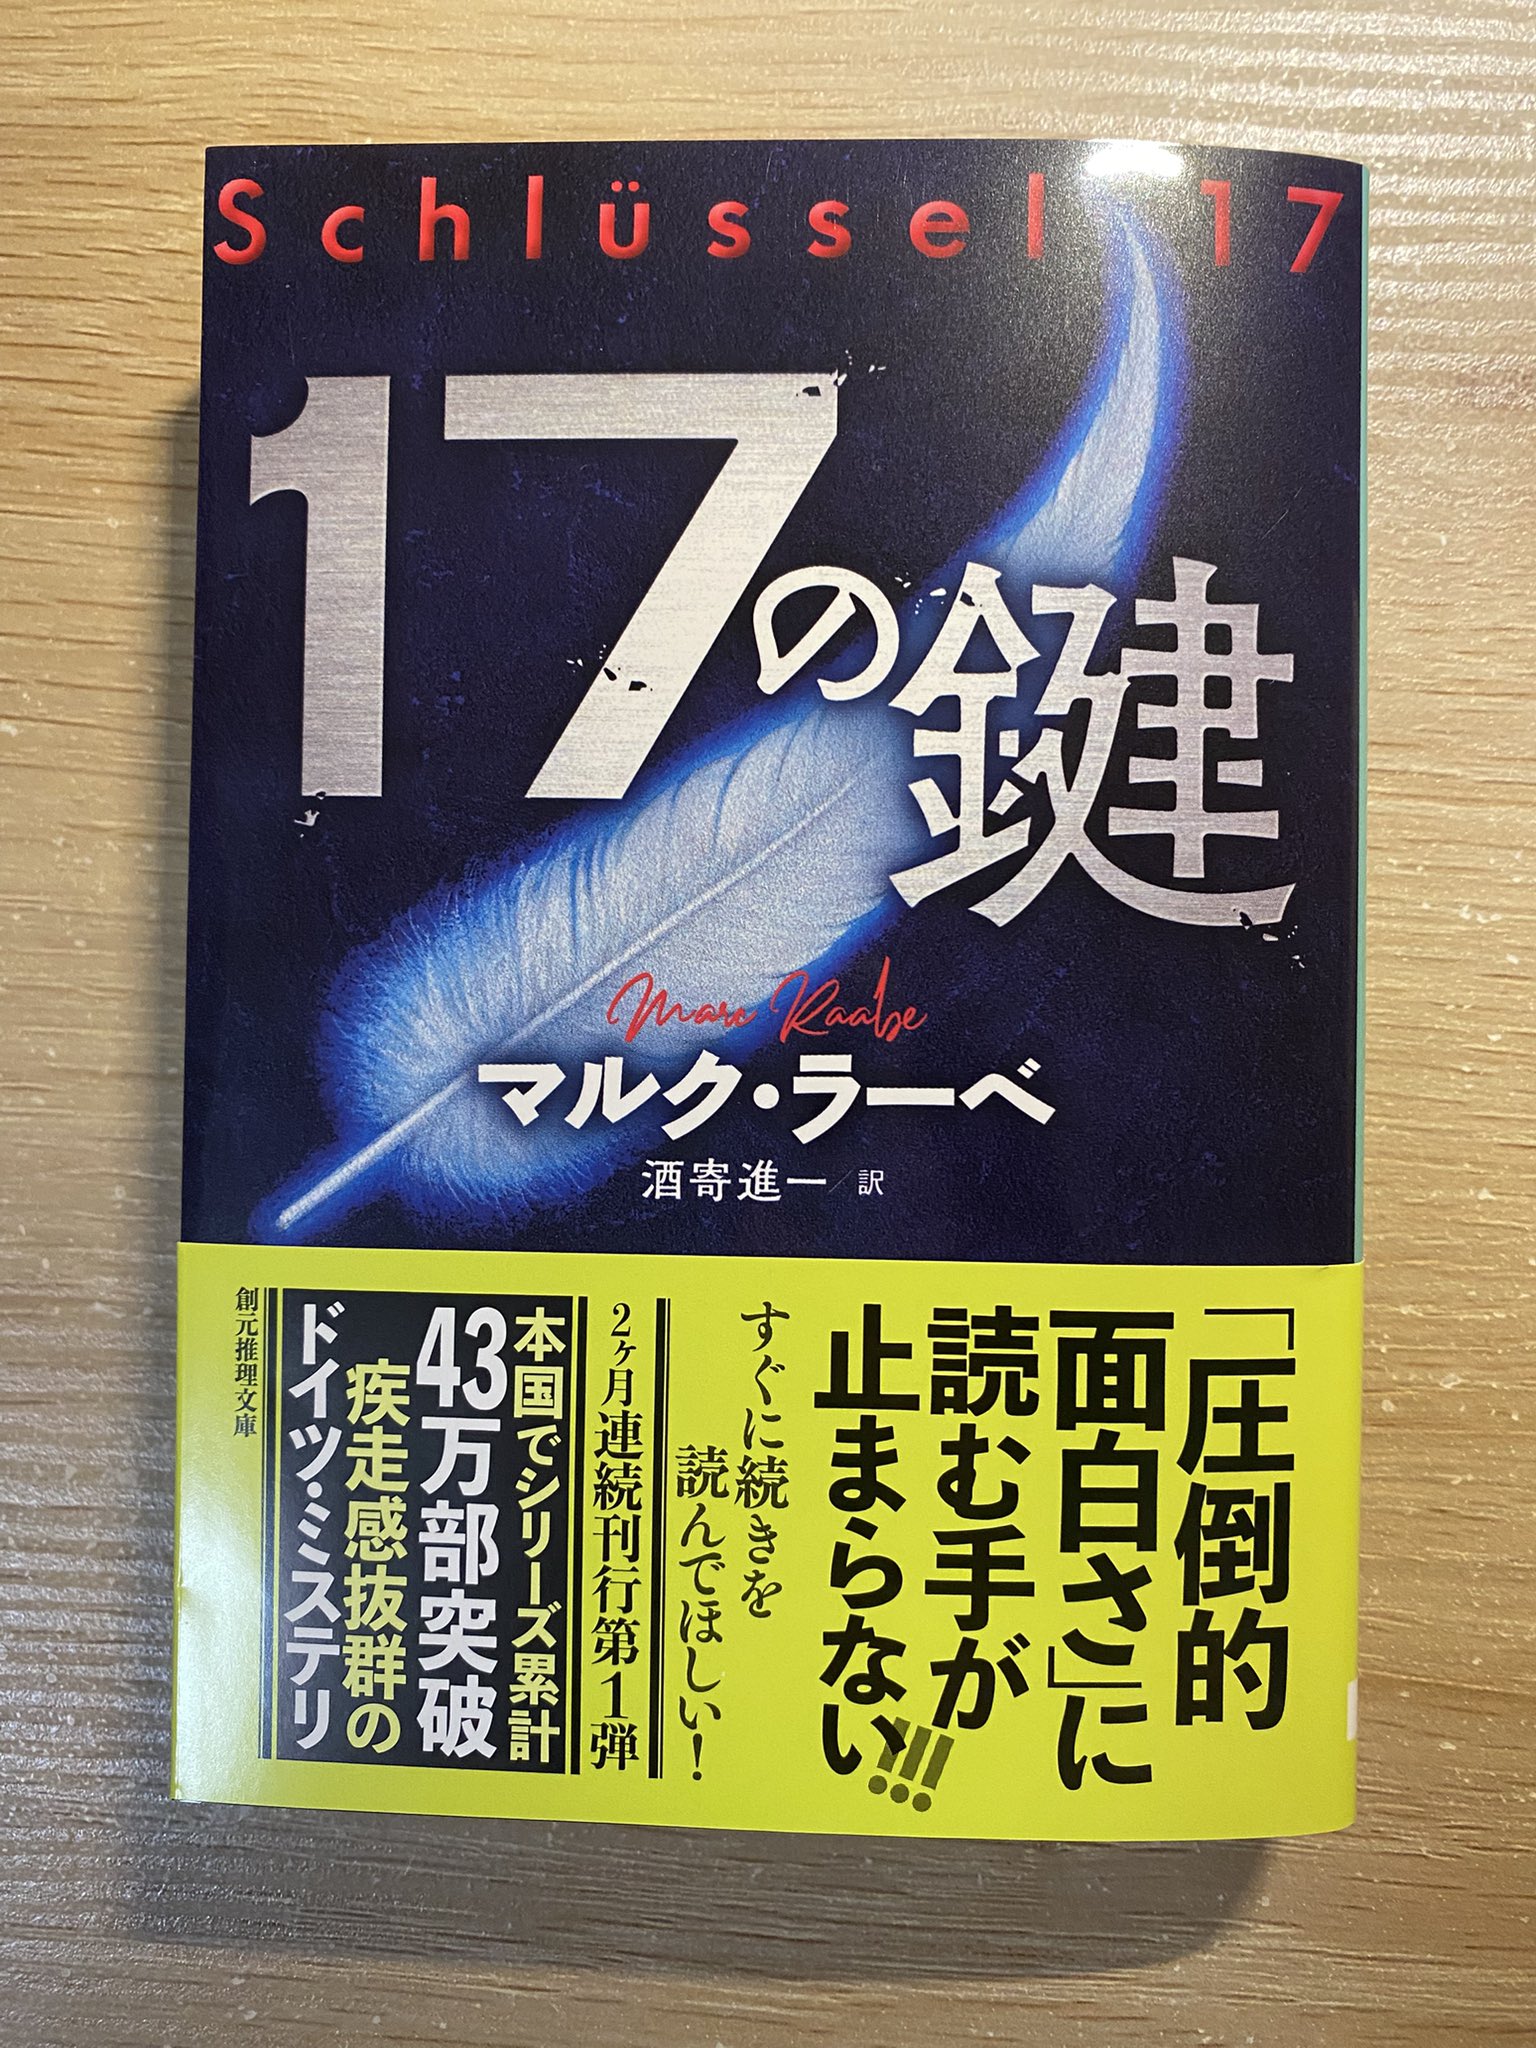 Schlüssel 17
17の鍵
Marc Raabe
マルク・ラーベ
酒寄進一／訳
「圧倒的
面白さ」に
読む手が
止まらない!!!
すぐに続きを
読んでほしい！
2ヶ月連続刊行第1弾
本国でシリーズ累計
43万部突破
疾走感抜群の
ドイツ・ミステリ
創元推理文庫